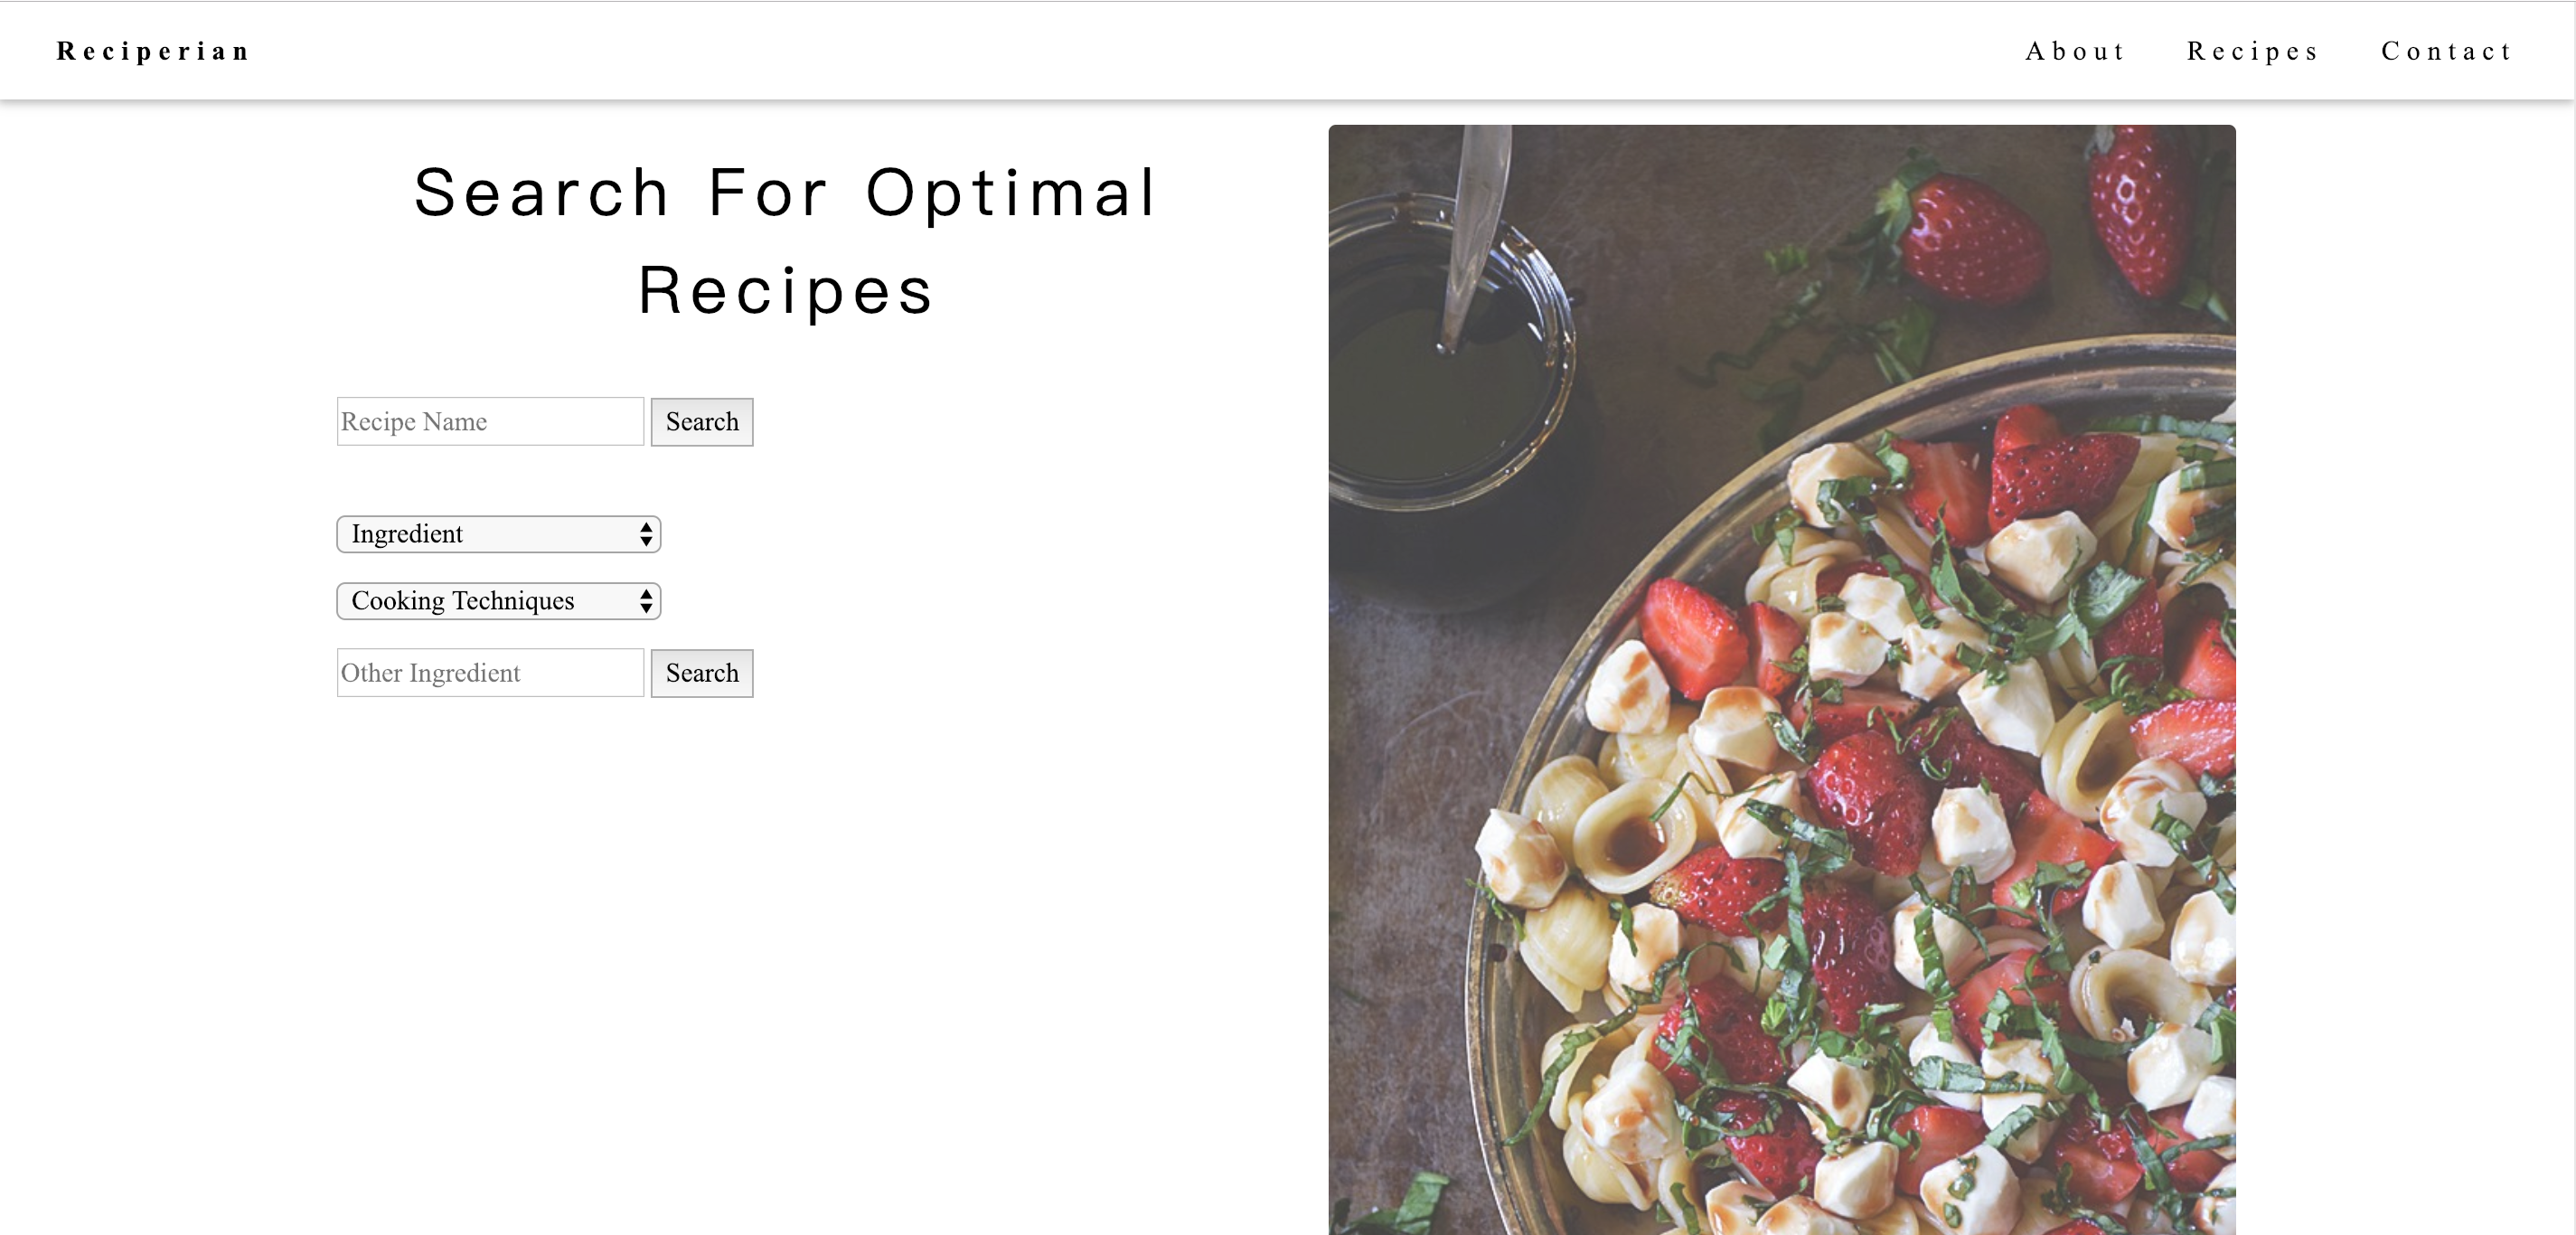 Reciperian About Recipes Contact
Search For Optimal
Recipes
Recipe Name Search
Ingredient
Cooking Techniques
Other Ingredient Search